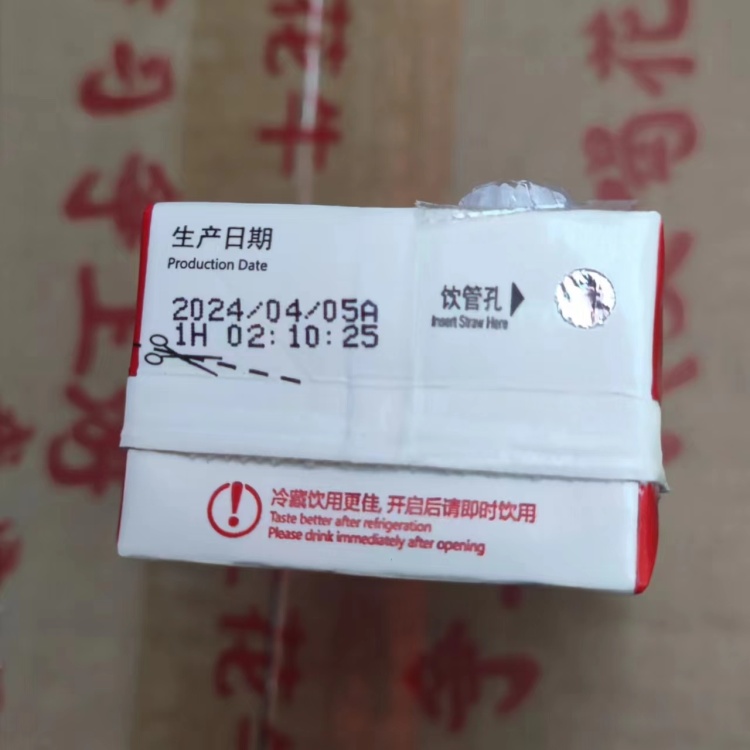 生产日期
Production Date
2024/04/05A
1H 02:10:25
饮管孔
Insert Straw Here
冷藏饮用更佳, 开启后请即时饮用
Taste better after refrigeration
Please drink immediately after opening